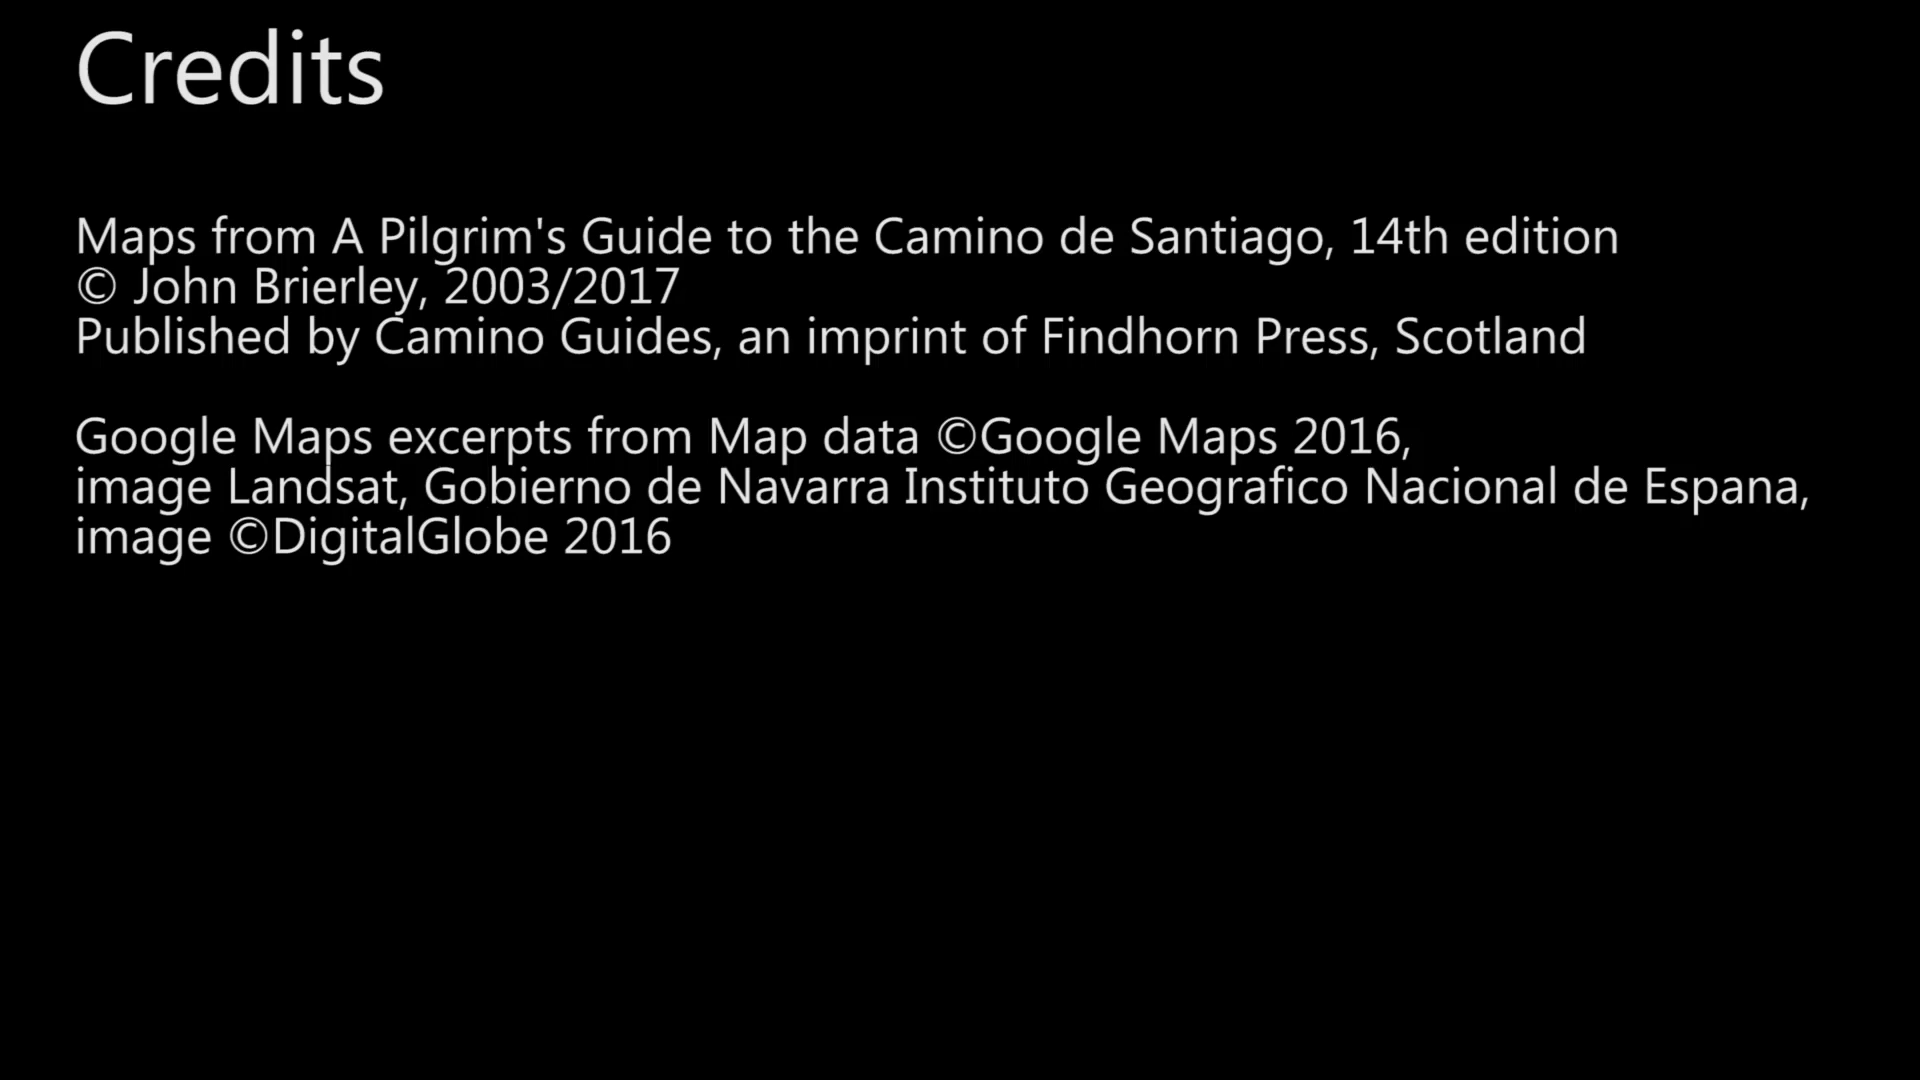 Credits
Maps from A Pilgrim's Guide to the Camino de Santiago, 14th edition
© John Brierley, 2003/2017
Published by Camino Guides, an imprint of Findhorn Press, Scotland
Google Maps excerpts from Map data ©Google Maps 2016,
image Landsat, Gobierno de Navarra Instituto Geografico Nacional de Espana,
image ©DigitalGlobe 2016